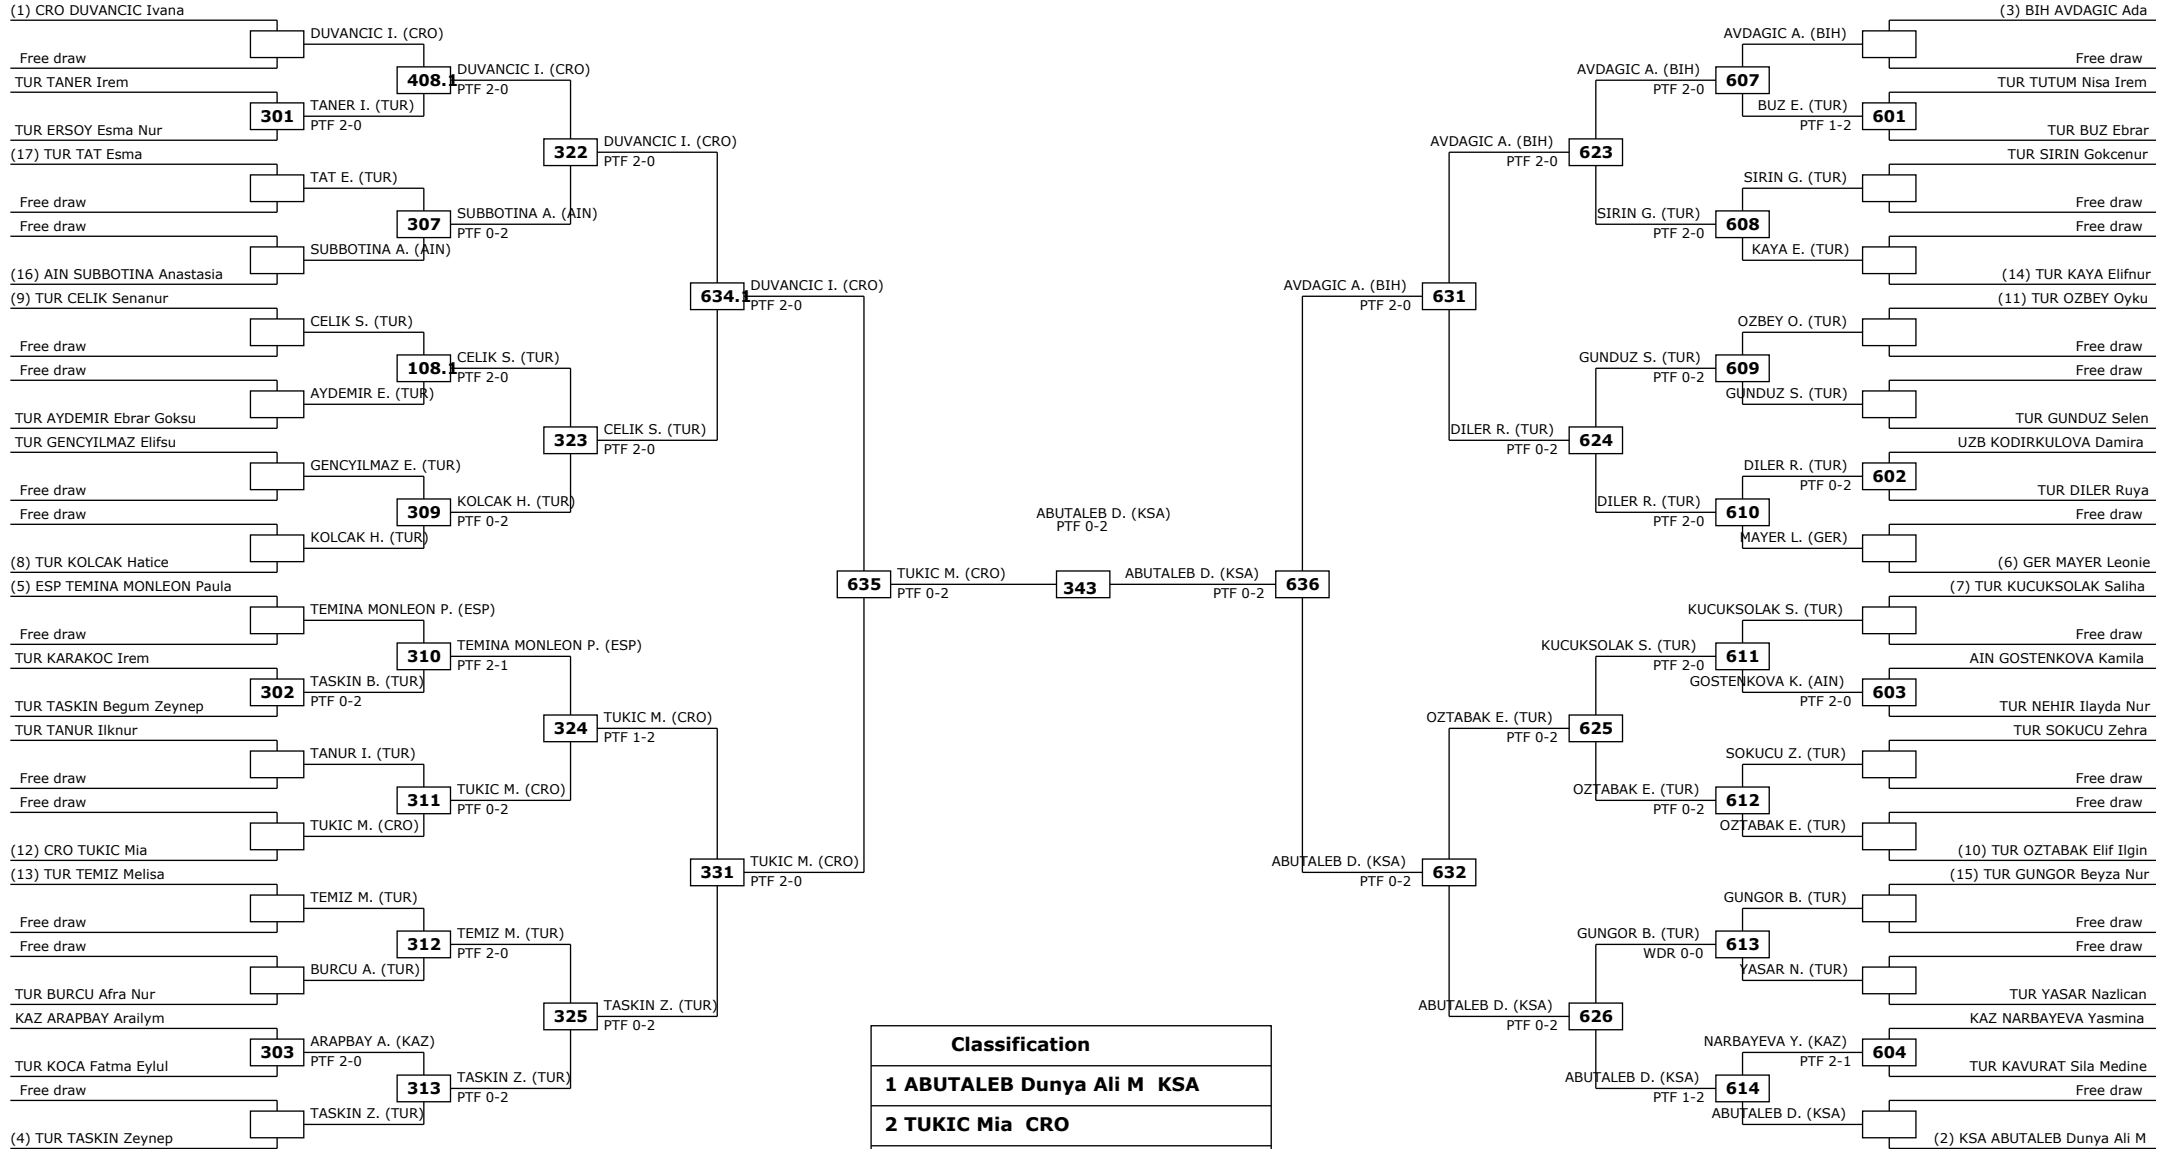 (1) CRO DUVANCIC Ivana
Free draw
TUR TANER Irem
TUR ERSOY Esma Nur
(17) TUR TAT Esma
Free draw
Free draw
(16) AIN SUBBOTINA Anastasia
(9) TUR CELIK Senanur
Free draw
Free draw
TUR AYDEMIR Ebrar Goksu
TUR GENCYILMAZ Elifsu
Free draw
Free draw
(8) TUR KOLCAK Hatice
(5) ESP TEMINA MONLEON Paula
Free draw
TUR KARAKOC Irem
TUR TASKIN Begum Zeynep
TUR TANUR Ilknur
Free draw
Free draw
(12) CRO TUKIC Mia
(13) TUR TEMIZ Melisa
Free draw
Free draw
TUR BURCU Afra Nur
KAZ ARAPBAY Arailym
TUR KOCA Fatma Eylul
Free draw
(4) TUR TASKIN Zeynep
DUVANCIC I. (CRO)
301
TANER I. (TUR)
PTF 2-0
TAT E. (TUR)
SUBBOTINA A. (AIN)
CELIK S. (TUR)
AYDEMIR E. (TUR)
GENCYILMAZ E. (TUR)
KOLCAK H. (TUR)
TEMINA MONLEON P. (ESP)
302
TASKIN B. (TUR)
PTF 0-2
TANUR I. (TUR)
TUKIC M. (CRO)
TEMIZ M. (TUR)
BURCU A. (TUR)
303
ARAPBAY A. (KAZ)
PTF 2-0
TASKIN Z. (TUR)
408.1
DUVANCIC I. (CRO)
PTF 2-0
307
SUBBOTINA A. (AIN)
PTF 0-2
108.1
CELIK S. (TUR)
PTF 2-0
309
KOLCAK H. (TUR)
PTF 0-2
310
TEMINA MONLEON P. (ESP)
PTF 2-1
311
TUKIC M. (CRO)
PTF 0-2
312
TEMIZ M. (TUR)
PTF 2-0
313
TASKIN Z. (TUR)
PTF 0-2
322
DUVANCIC I. (CRO)
PTF 2-0
323
CELIK S. (TUR)
PTF 2-0
324
TUKIC M. (CRO)
PTF 1-2
325
TASKIN Z. (TUR)
PTF 0-2
634.1
DUVANCIC I. (CRO)
PTF 2-0
331
TUKIC M. (CRO)
PTF 2-0
635
TUKIC M. (CRO)
PTF 0-2
ABUTALEB D. (KSA)
PTF 0-2
343
ABUTALEB D. (KSA)
PTF 0-2
636
AVDAGIC A. (BIH)
PTF 2-0
631
ABUTALEB D. (KSA)
PTF 0-2
632
AVDAGIC A. (BIH)
PTF 2-0
623
DILER R. (TUR)
PTF 0-2
624
OZTABAK E. (TUR)
PTF 0-2
625
ABUTALEB D. (KSA)
PTF 0-2
626
AVDAGIC A. (BIH)
PTF 2-0
607
SIRIN G. (TUR)
PTF 2-0
608
GUNDUZ S. (TUR)
PTF 0-2
609
DILER R. (TUR)
PTF 2-0
610
KUCUKSOLAK S. (TUR)
PTF 2-0
611
OZTABAK E. (TUR)
PTF 0-2
612
GUNGOR B. (TUR)
WDR 0-0
613
ABUTALEB D. (KSA)
PTF 1-2
614
AVDAGIC A. (BIH)
BUZ E. (TUR)
PTF 1-2
601
SIRIN G. (TUR)
KAYA E. (TUR)
OZBEY O. (TUR)
GUNDUZ S. (TUR)
DILER R. (TUR)
PTF 0-2
602
MAYER L. (GER)
KUCUKSOLAK S. (TUR)
GOSTENKOVA K. (AIN)
PTF 2-0
603
SOKUCU Z. (TUR)
OZTABAK E. (TUR)
GUNGOR B. (TUR)
YASAR N. (TUR)
NARBAYEVA Y. (KAZ)
PTF 2-1
604
ABUTALEB D. (KSA)
(3) BIH AVDAGIC Ada
Free draw
TUR TUTUM Nisa Irem
TUR BUZ Ebrar
TUR SIRIN Gokcenur
Free draw
Free draw
(14) TUR KAYA Elifnur
(11) TUR OZBEY Oyku
Free draw
Free draw
TUR GUNDUZ Selen
UZB KODIRKULOVA Damira
TUR DILER Ruya
Free draw
(6) GER MAYER Leonie
(7) TUR KUCUKSOLAK Saliha
Free draw
AIN GOSTENKOVA Kamila
TUR NEHIR Ilayda Nur
TUR SOKUCU Zehra
Free draw
Free draw
(10) TUR OZTABAK Elif Ilgin
(15) TUR GUNGOR Beyza Nur
Free draw
Free draw
TUR YASAR Nazlican
KAZ NARBAYEVA Yasmina
TUR KAVURAT Sila Medine
Free draw
(2) KSA ABUTALEB Dunya Ali M
Classification
1 ABUTALEB Dunya Ali M KSA
2 TUKIC Mia CRO